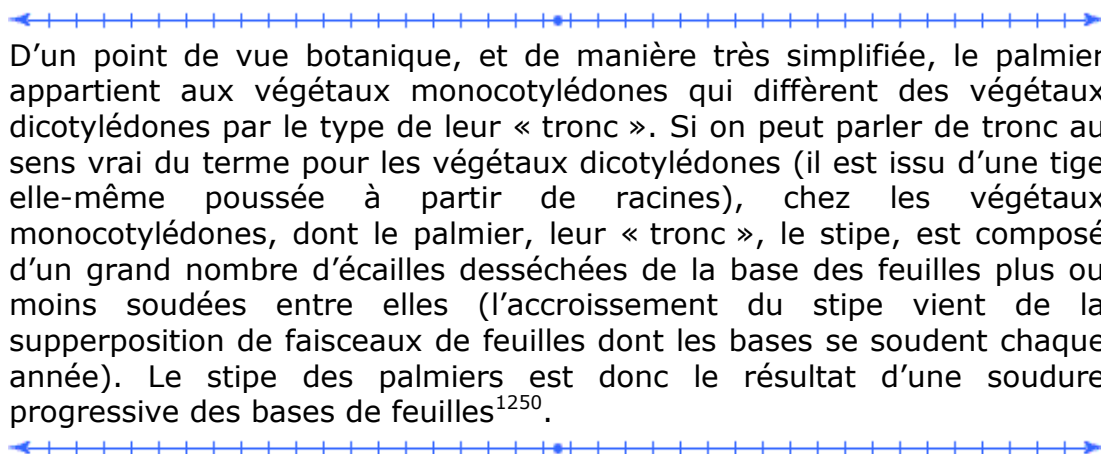 D’un point de vue botanique, et de manière très simplifiée, le palmier
appartient aux végétaux monocotylédones qui diffèrent des végétaux
dicotylédones par le type de leur « tronc ». Si on peut parler de tronc au
sens vrai du terme pour les végétaux dicotylédones (il est issu d’une tige
elle-même poussée à partir de racines), chez les végétaux
monocotylédones, dont le palmier, leur « tronc », le stipe, est composé
d’un grand nombre d’écailles desséchées de la base des feuilles plus ou
moins soudées entre elles (l’accroissement du stipe vient de la
supperposition de faisceaux de feuilles dont les bases se soudent chaque
année). Le stipe des palmiers est donc le résultat d’une soudure
progressive des bases de feuilles1250.